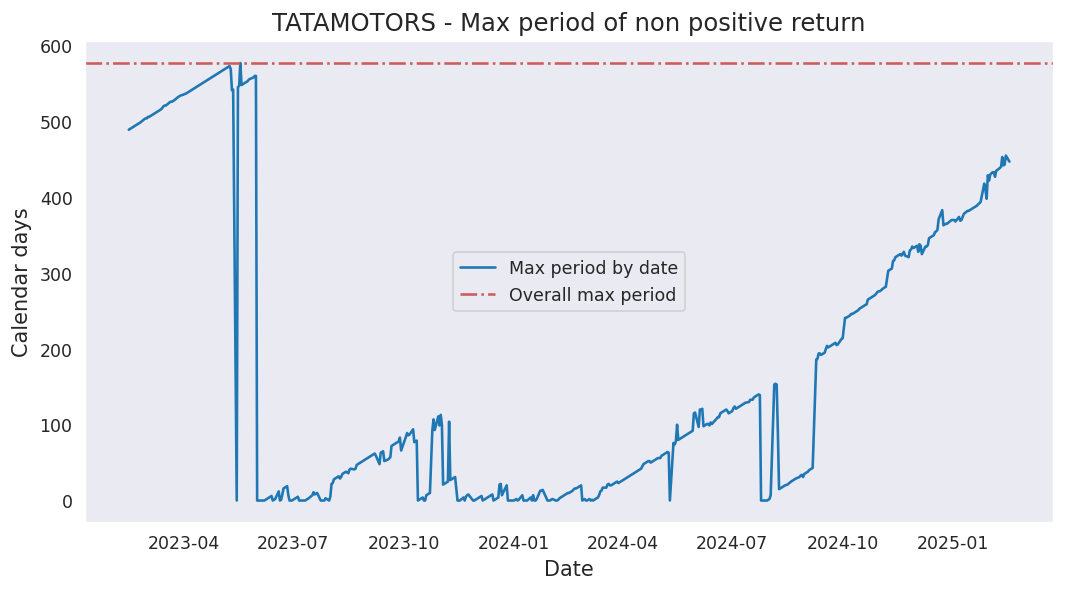 TATAMOTORS - Max period of non positive return
600
500
400
300
200
100
0
Calendar days
Max period by date
Overall max period
2023-04 2023-07 2023-10 2024-01 2024-04 2024-07 2024-10 2025-01
Date